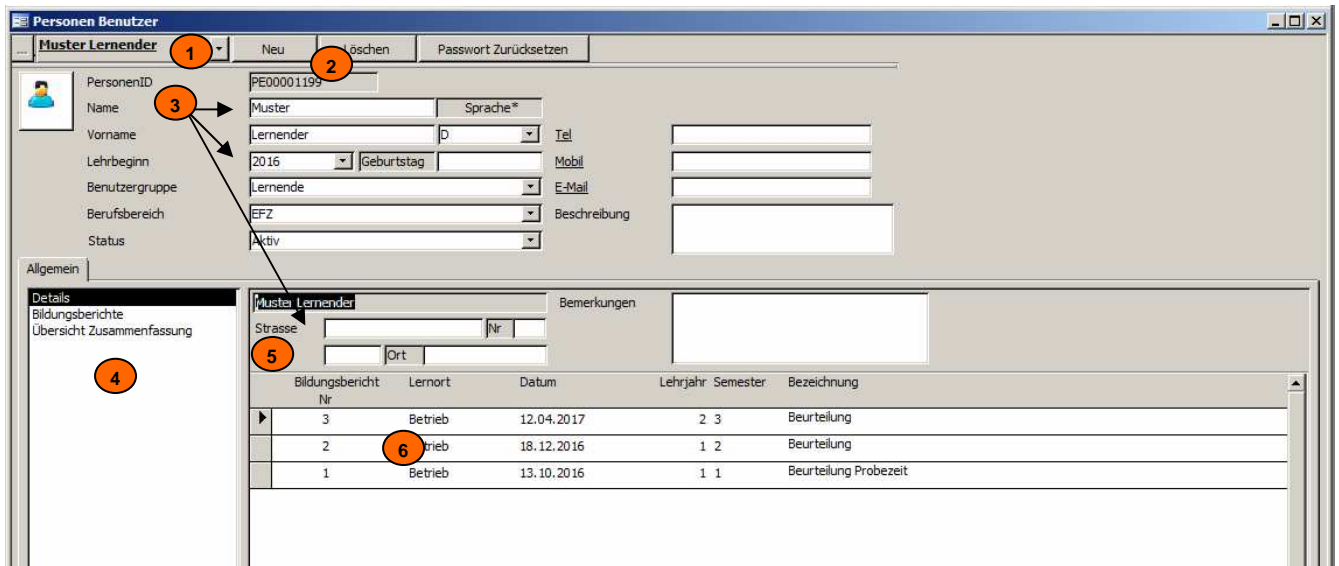 Personen Benutzer
... Muster Lernender 1 Neu Löschen Passwort Zurücksetzen
2
PersonenID PE00001199
Name 3 Muster Sprache*
Vorname Lernender D Tel
Lehrbeginn 2016 Geburtstag Mobil
Benutzergruppe Lernende E-Mail
Berufsbereich EFZ Beschreibung
Status Aktiv
Allgemein
Details
Bildungsberichte
Übersicht Zusammenfassung
4
Muster Lernender Bemerkungen
Strasse Nr
5 Ort
Bildungsbericht Nr Lernort Datum Lehrjahr Semester Bezeichnung
3 Betrieb 12.04.2017 2 3 Beurteilung
2 6 trieb 18.12.2016 1 2 Beurteilung
1 Betrieb 13.10.2016 1 1 Beurteilung Probezeit